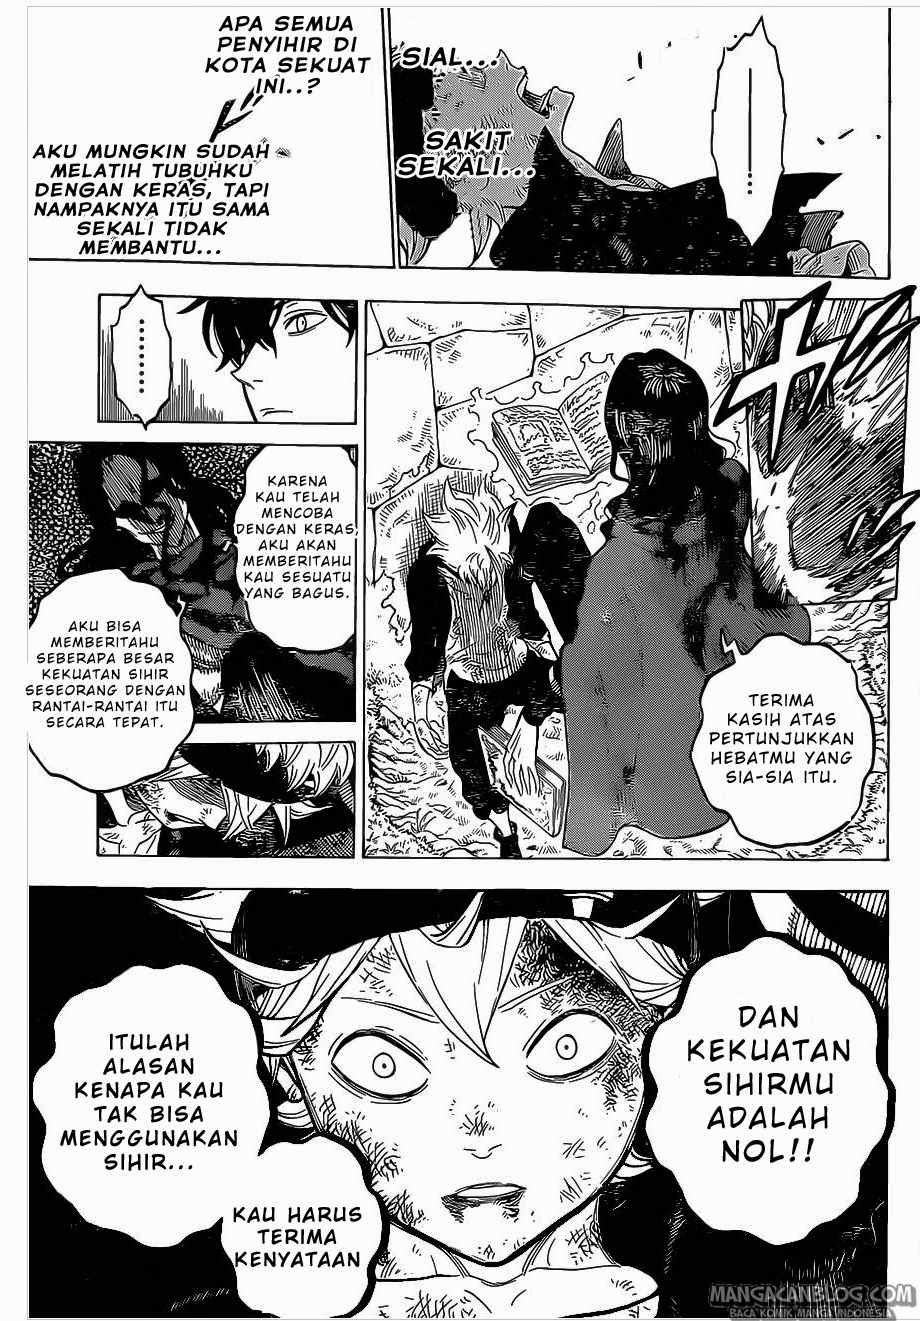 SIAL...
SAKIT
SEKALI...
APA SEMUA
PENYIHIR DI
KOTA SEKUAT
INI..?
AKU MUNGKIN SUDAH
MELATIH TUBUHKU
DENGAN KERAS, TAPI
NAMPAKNYA ITU SAMA
SEKALI TIDAK
MEMBANTU...
TERIMA
KASIH ATAS
PERTUNJUKKAN
HEBATMU YANG
SIA-SIA ITU.
KARENA
KAU TELAH
MENCOBA
DENGAN KERAS,
AKU AKAN
MEMBERITAHU
KAU SESUATU
YANG BAGUS.
AKU BISA
MEMBERITAHU
SEBERAPA BESAR
KEKUATAN SIHIR
SESEORANG DENGAN
RANTAI-RANTAI ITU
SECARA TEPAT.
DAN
KEKUATAN
SIHIRMU
ADALAH
NOL!!
ITULAH
ALASAN
KENAPA KAU
TAK BISA
MENGGUNAKAN
SIHIR...
KAU HARUS
TERIMA
KENYATAAN
MANGACANBLOG.COM
BACA KOMIK MANGA INDONESIA